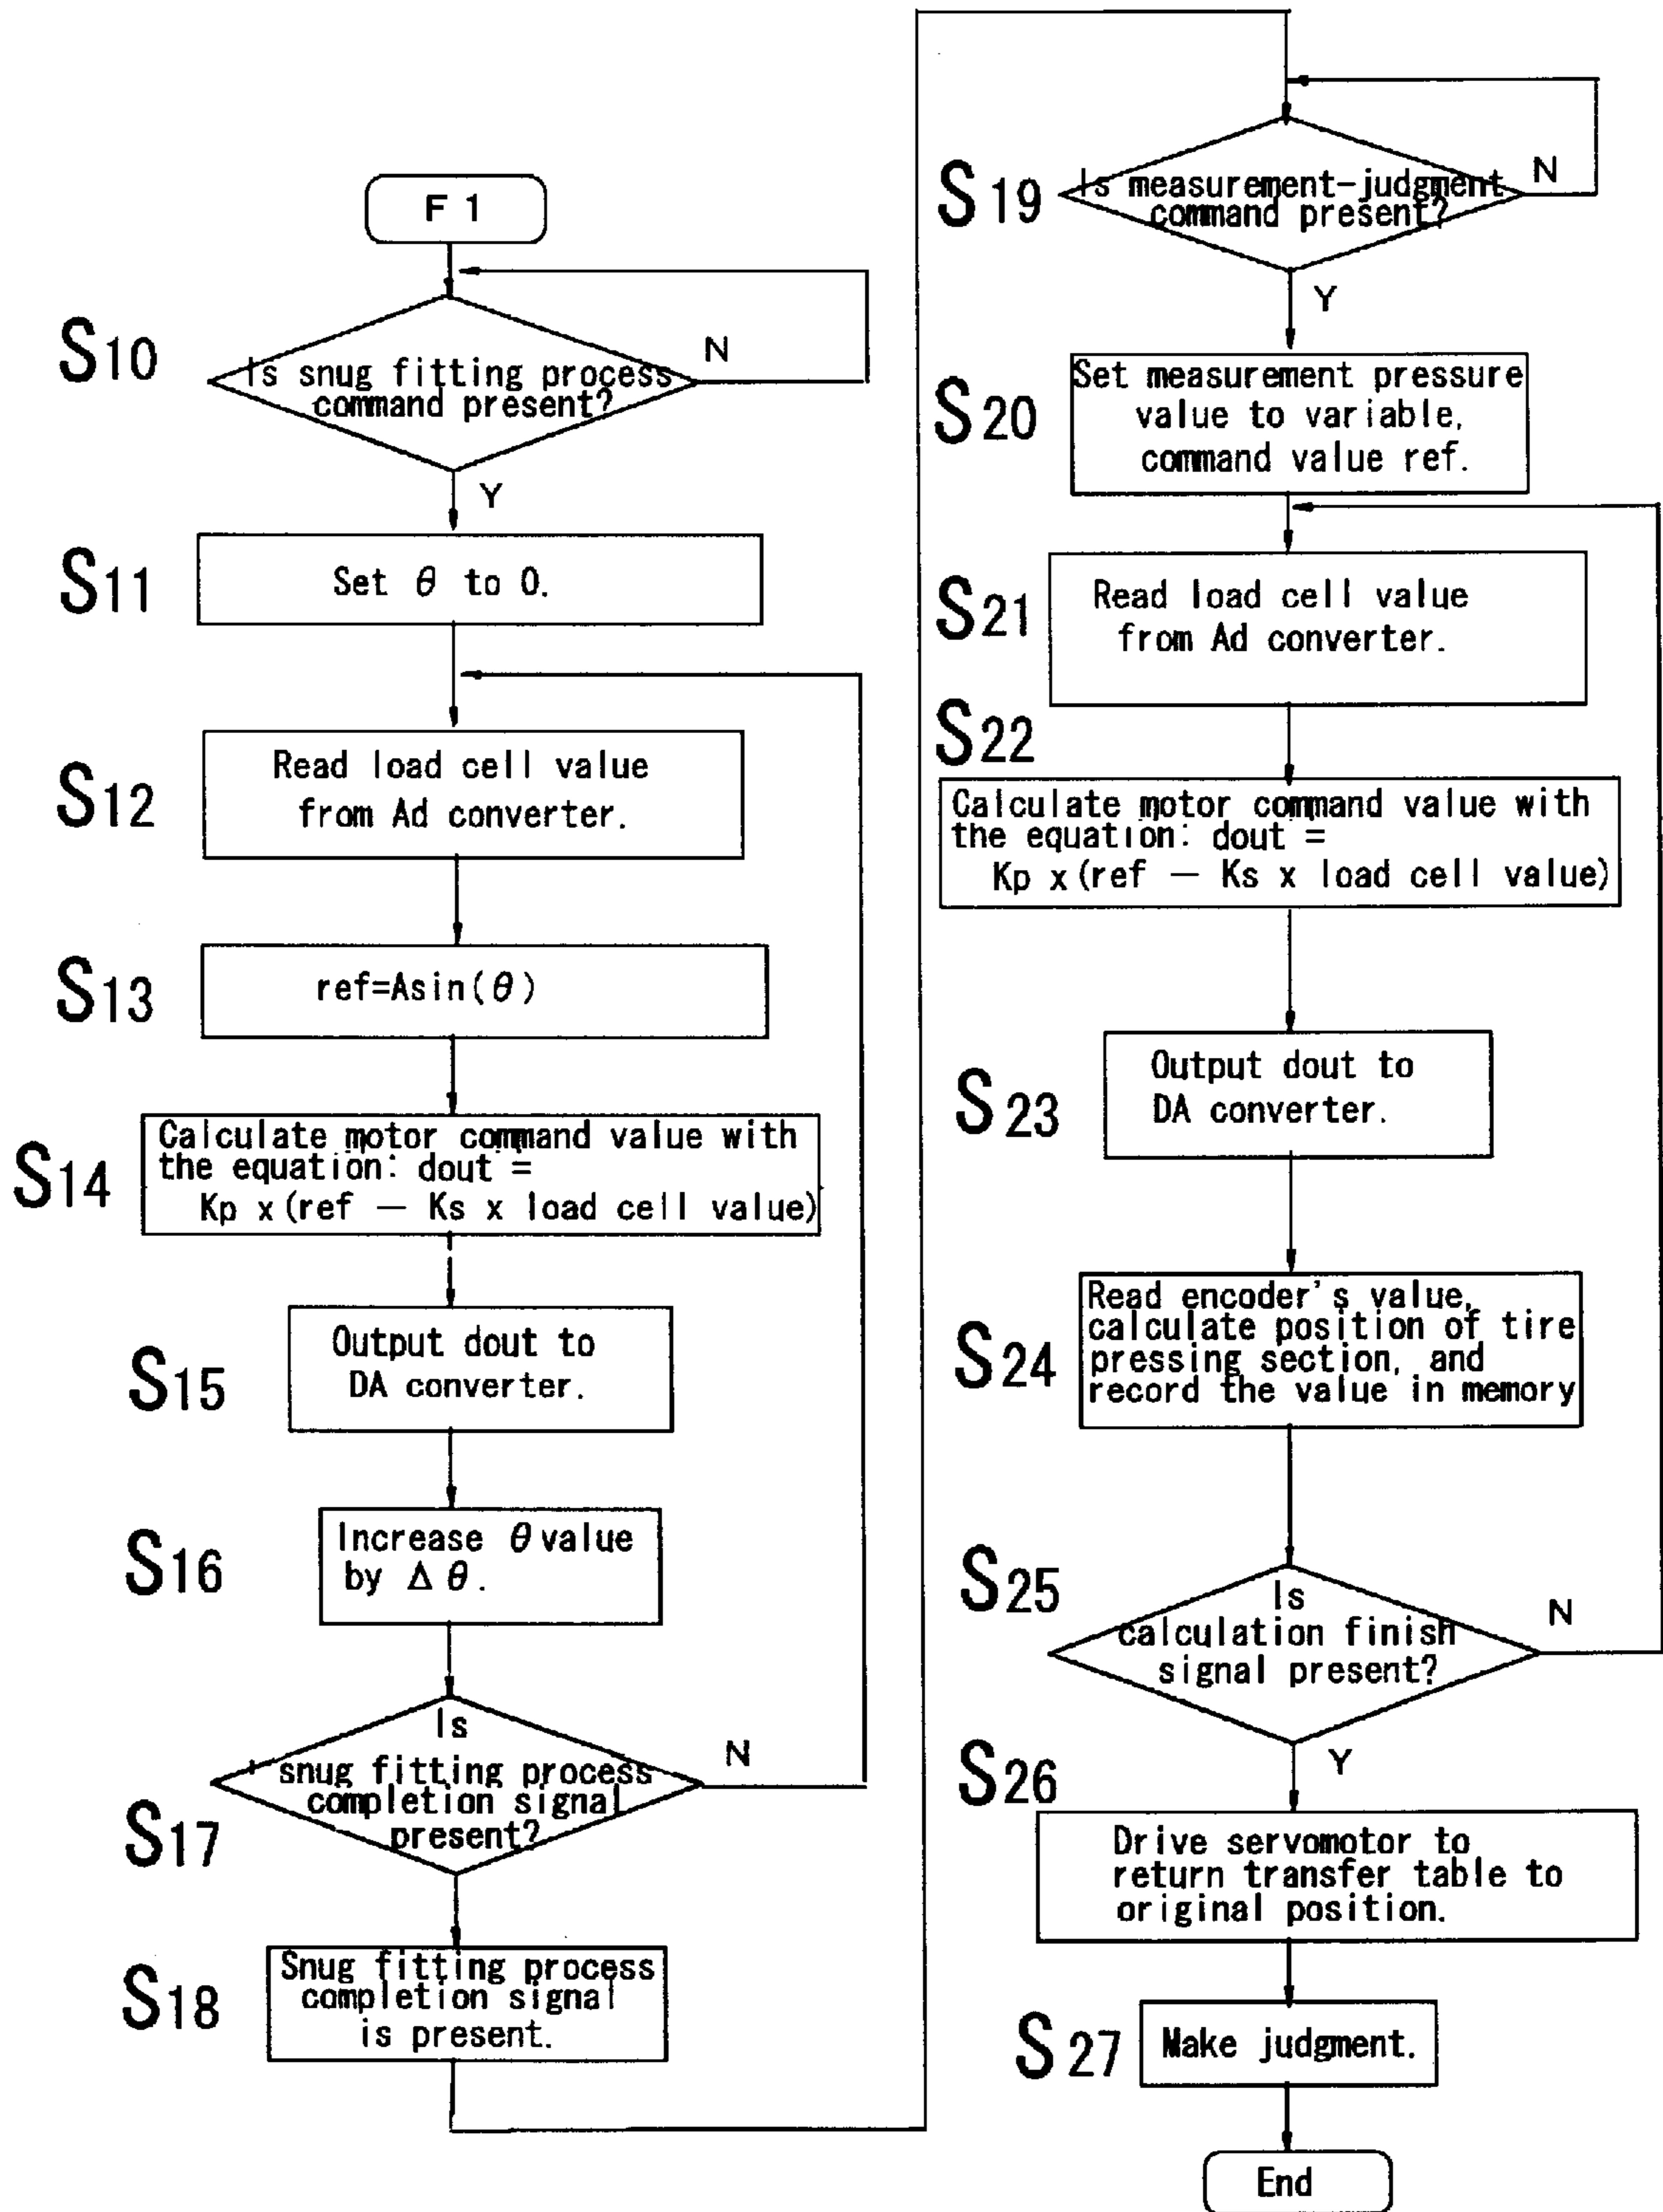 F 1
S10
Is snug fitting process
command present?
N
Y
S11
Set θ to 0.
S12
Read load cell value
from Ad converter.
S13
ref=Asin(θ)
S14
Calculate motor command value with
the equation: dout =
Kp x (ref − Ks x load cell value)
S15
Output dout to
DA converter.
S16
Increase θ value
by Δ θ.
S17
Is
snug fitting process
completion signal
present?
N
S18
Snug fitting process
completion signal
is present.
S19
Is measurement-judgment
command present?
N
Y
S20
Set measurement pressure
value to variable,
command value ref.
S21
Read load cell value
from Ad converter.
S22
Calculate motor command value with
the equation: dout =
Kp x (ref − Ks x load cell value)
S23
Output dout to
DA converter.
S24
Read encoder's value,
calculate position of tire
pressing section, and
record the value in memory
S25
Is
calculation finish
signal present?
N
Y
S26
Drive servomotor to
return transfer table to
original position.
S27
Make judgment.
End